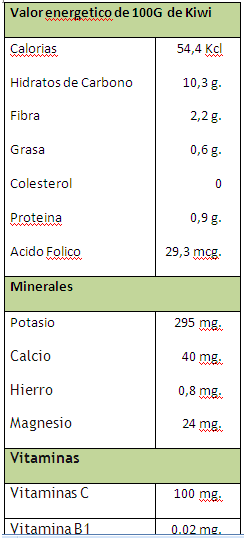 Valor energetico de 100G de Kiwi
Calorias 54,4 Kcl
Hidratos de Carbono 10,3 g.
Fibra 2,2 g.
Grasa 0,6 g.
Colesterol 0
Proteina 0,9 g.
Acido Folico 29,3 mcg.
Minerales
Potasio 295 mg.
Calcio 40 mg.
Hierro 0,8 mg.
Magnesio 24 mg.
Vitaminas
Vitaminas C 100 mg.
Vitamina B1 0,02 mg.